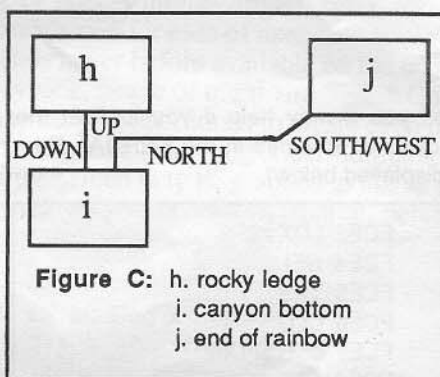 h
j
UP
DOWN
NORTH
SOUTH/WEST
i
Figure C: h. rocky ledge
i. canyon bottom
j. end of rainbow